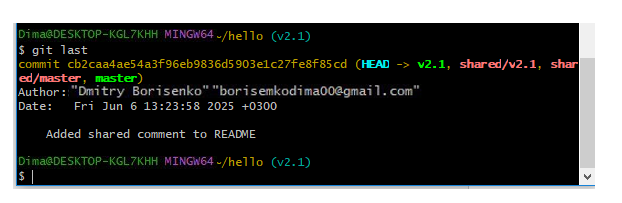 Dima@DESKTOP-KGL7KHH MINGW64 ~/hello (v2.1)
$ git last
commit cb2caa4ae54a3f96eb9836d5903e1c27fe8f85cd (HEAD -> v2.1, shared/v2.1, shar
ed/master, master)
Author: "Dmitry Borisenko" "borisemkodima00@gmail.com"
Date:   Fri Jun 6 13:23:58 2025 +0300
Added shared comment to README
Dima@DESKTOP-KGL7KHH MINGW64 ~/hello (v2.1)
$